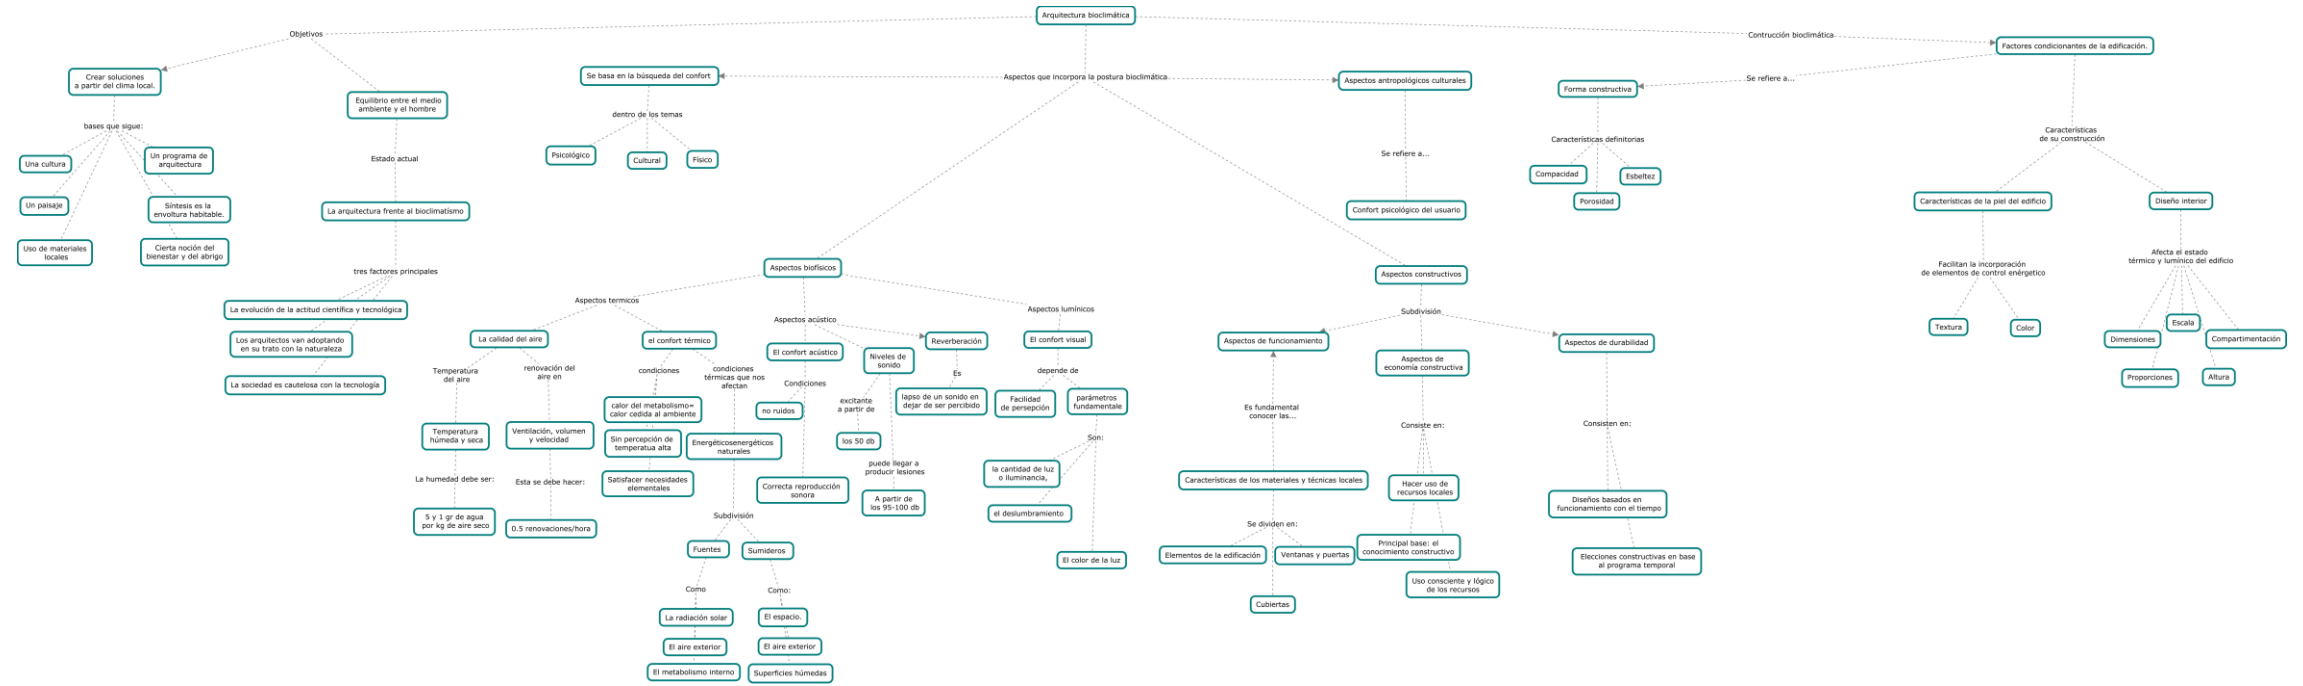 Arquitectura bioclimática
Objetivos
Crear soluciones
a partir del clima local.
bases que sigue:
Una cultura
Un programa de
arquitectura
Un paisaje
Síntesis es la
envoltura habitable.
Uso de materiales
locales
Cierta noción del
bienestar y del abrigo
Equilibrio entre el medio
ambiente y el hombre
Estado actual
La arquitectura frente al bioclimatísmo
tres factores principales
La evolución de la actitud científica y tecnológica
Los arquitectos van adoptando
en su trato con la naturaleza
La sociedad es cautelosa con la tecnología
Aspectos que incorpora la postura bioclimática
Se basa en la búsqueda del confort
dentro de los temas
Psicológico
Cultural
Físico
Aspectos antropológicos culturales
Se refiere a...
Confort psicológico del usuario
Aspectos biofísicos
Aspectos termicos
La calidad del aire
Temperatura
del aire
Temperatura
húmeda y seca
La humedad debe ser:
5 y 1 gr de agua
por kg de aire seco
renovación del
aire en
Ventilación, volumen
y velocidad
Esta se debe hacer:
0.5 renovaciones/hora
el confort térmico
condiciones
calor del metabolismo=
calor cedida al ambiente
Sin percepción de
temperatua alta
Satisfacer necesidades
elementales
condiciones
térmicas que nos
afectan
Energéticosenergéticos
naturales
Subdivisión
Fuentes
Como
La radiación solar
El aire exterior
El metabolismo interno
Sumideros
Como:
El espacio.
El aire exterior
Superficies húmedas
Aspectos acústico
El confort acústico
Condiciones
no ruidos
Correcta reproducción
sonora
Niveles de
sonido
excitante
a partir de
los 50 db
puede llegar a
producir lesiones
A partir de
los 95-100 db
Reverberación
Es
lapso de un sonido en
dejar de ser percibido
Aspectos lumínicos
El confort visual
depende de
Facilidad
de persepción
parámetros
fundamentale
Son:
la cantidad de luz
o iluminancia,
el deslumbramiento
El color de la luz
Aspectos constructivos
Subdivisión
Aspectos de funcionamiento
Es fundamental
conocer las...
Características de los materiales y técnicas locales
Se dividen en:
Elementos de la edificación
Ventanas y puertas
Cubiertas
Aspectos de
economía constructiva
Consiste en:
Hacer uso de
recursos locales
Principal base: el
conocimiento constructivo
Uso consciente y lógico
de los recursos
Aspectos de durabilidad
Consisten en:
Diseños basados en
funcionamiento con el tiempo
Elecciones constructivas en base
al programa temporal
Contrucción bioclimática
Factores condicionantes de la edificación.
Se refiere a...
Forma constructiva
Características definitorias
Compacidad
Esbeltez
Porosidad
Características
de su construcción
Características de la piel del edificio
Facilitan la incorporación
de elementos de control enérgetico
Textura
Color
Diseño interior
Afecta el estado
térmico y lumínico del edificio
Dimensiones
Escala
Compartimentación
Proporciones
Altura